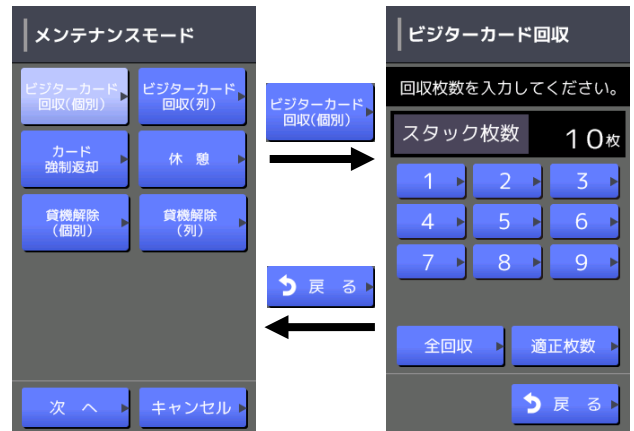 メンテナンスモード
ビジターカード
回収(個別)
ビジターカード
回収(列)
カード
強制返却
休 憩
貸機解除
(個別)
貸機解除
(列)
次 へ
キャンセル
ビジターカード
回収(個別)
戻 る
ビジターカード回収
回収枚数を入力してください。
スタック枚数 10枚
1 2 3
4 5 6
7 8 9
全回収 適正枚数
戻 る